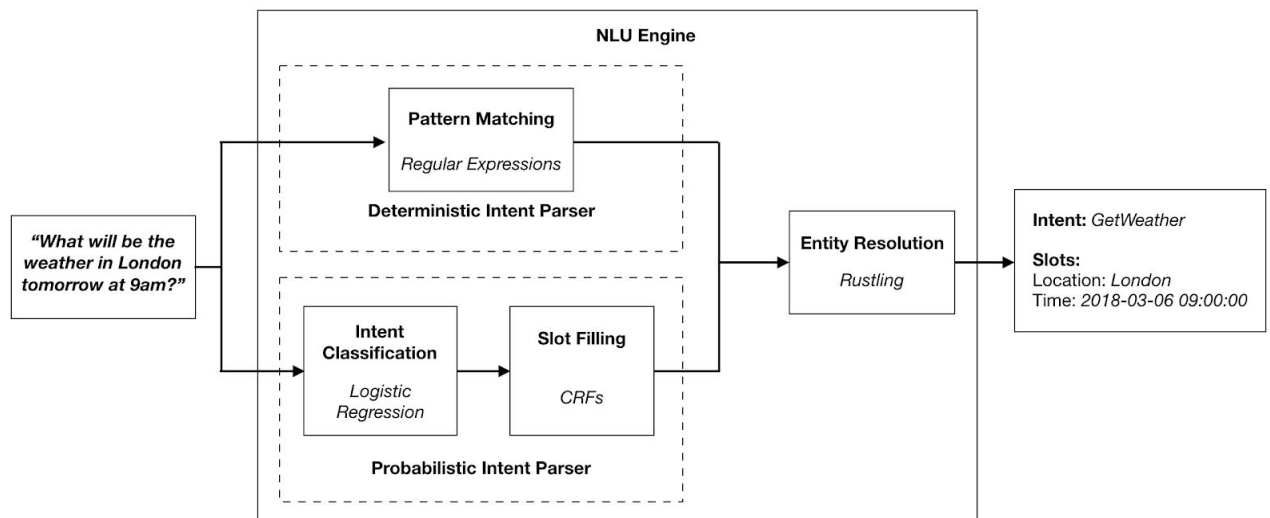 NLU Engine
Pattern Matching
Regular Expressions
Deterministic Intent Parser
“What will be the
weather in London
tomorrow at 9am?”
Intent
Classification
Logistic
Regression
Slot Filling
CRFs
Probabilistic Intent Parser
Entity Resolution
Rustling
Intent: GetWeather
Slots:
Location: London
Time: 2018-03-06 09:00:00